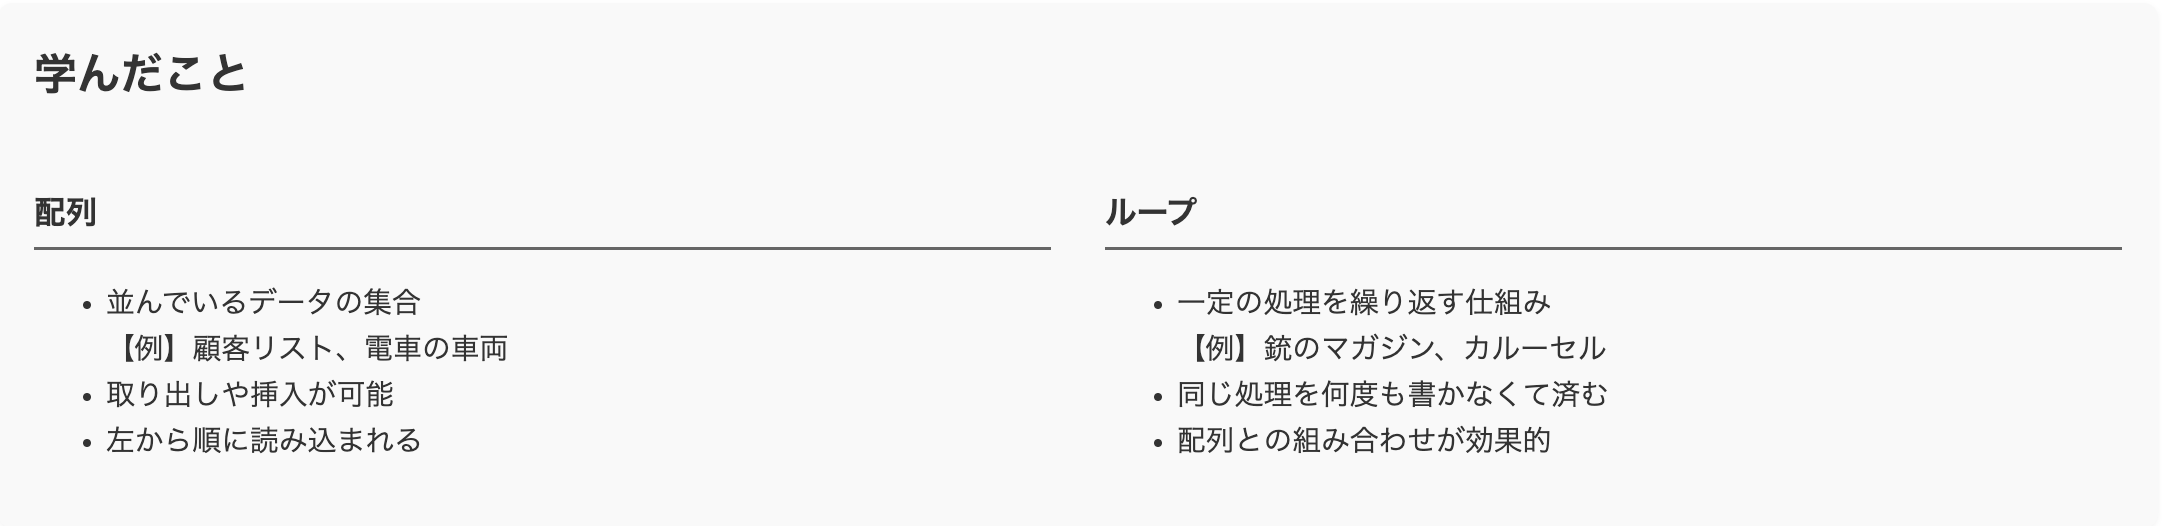 学んだこと
配列
・並んでいるデータの集合
【例】顧客リスト、電車の車両
・取り出しや挿入が可能
・左から順に読み込まれる
ループ
・一定の処理を繰り返す仕組み
【例】銃のマガジン、カルーセル
・同じ処理を何度も書かなくて済む
・配列との組み合わせが効果的